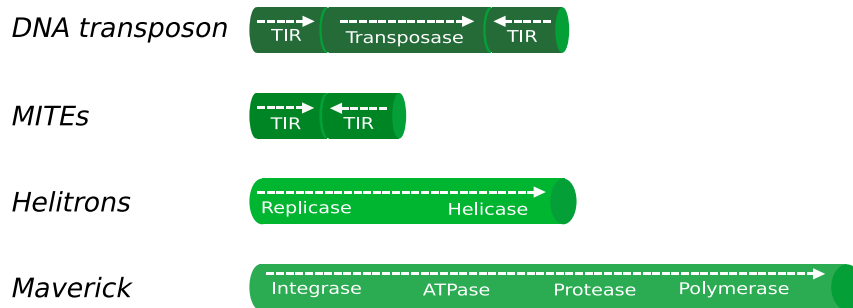 DNA transposon TIR Transposase TIR
MITEs TIR TIR
Helitrons Replicase Helicase
Maverick Integrase ATPase Protease Polymerase